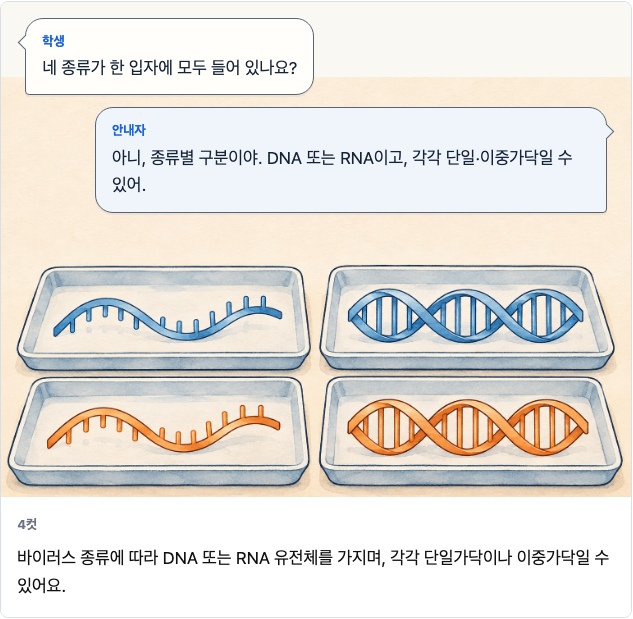 학생
네 종류가 한 입자에 모두 들어 있나요?
안내자
아니, 종류별 구분이야. DNA 또는 RNA이고, 각각 단일·이중가닥일 수
있어.
4컷
바이러스 종류에 따라 DNA 또는 RNA 유전체를 가지며, 각각 단일가닥이나 이중가닥일 수
있어요.